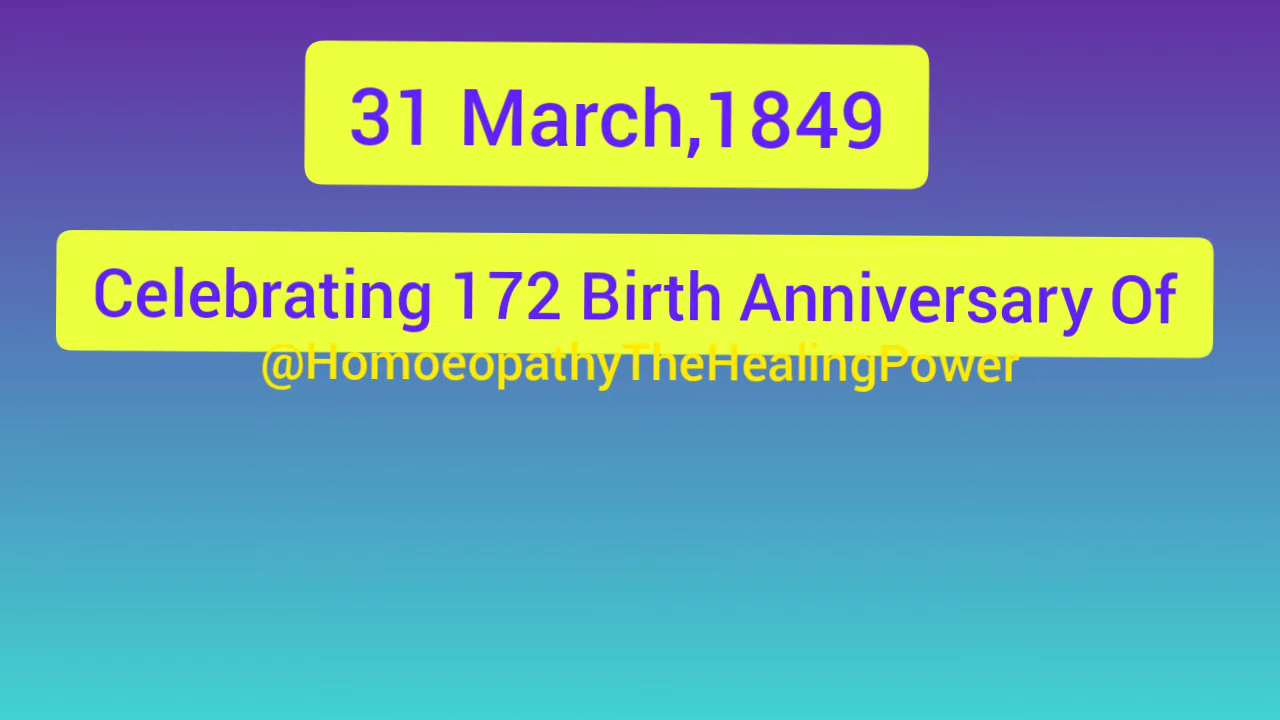 31 March,1849
Celebrating 172 Birth Anniversary Of
@HomoeopathyTheHealingPower